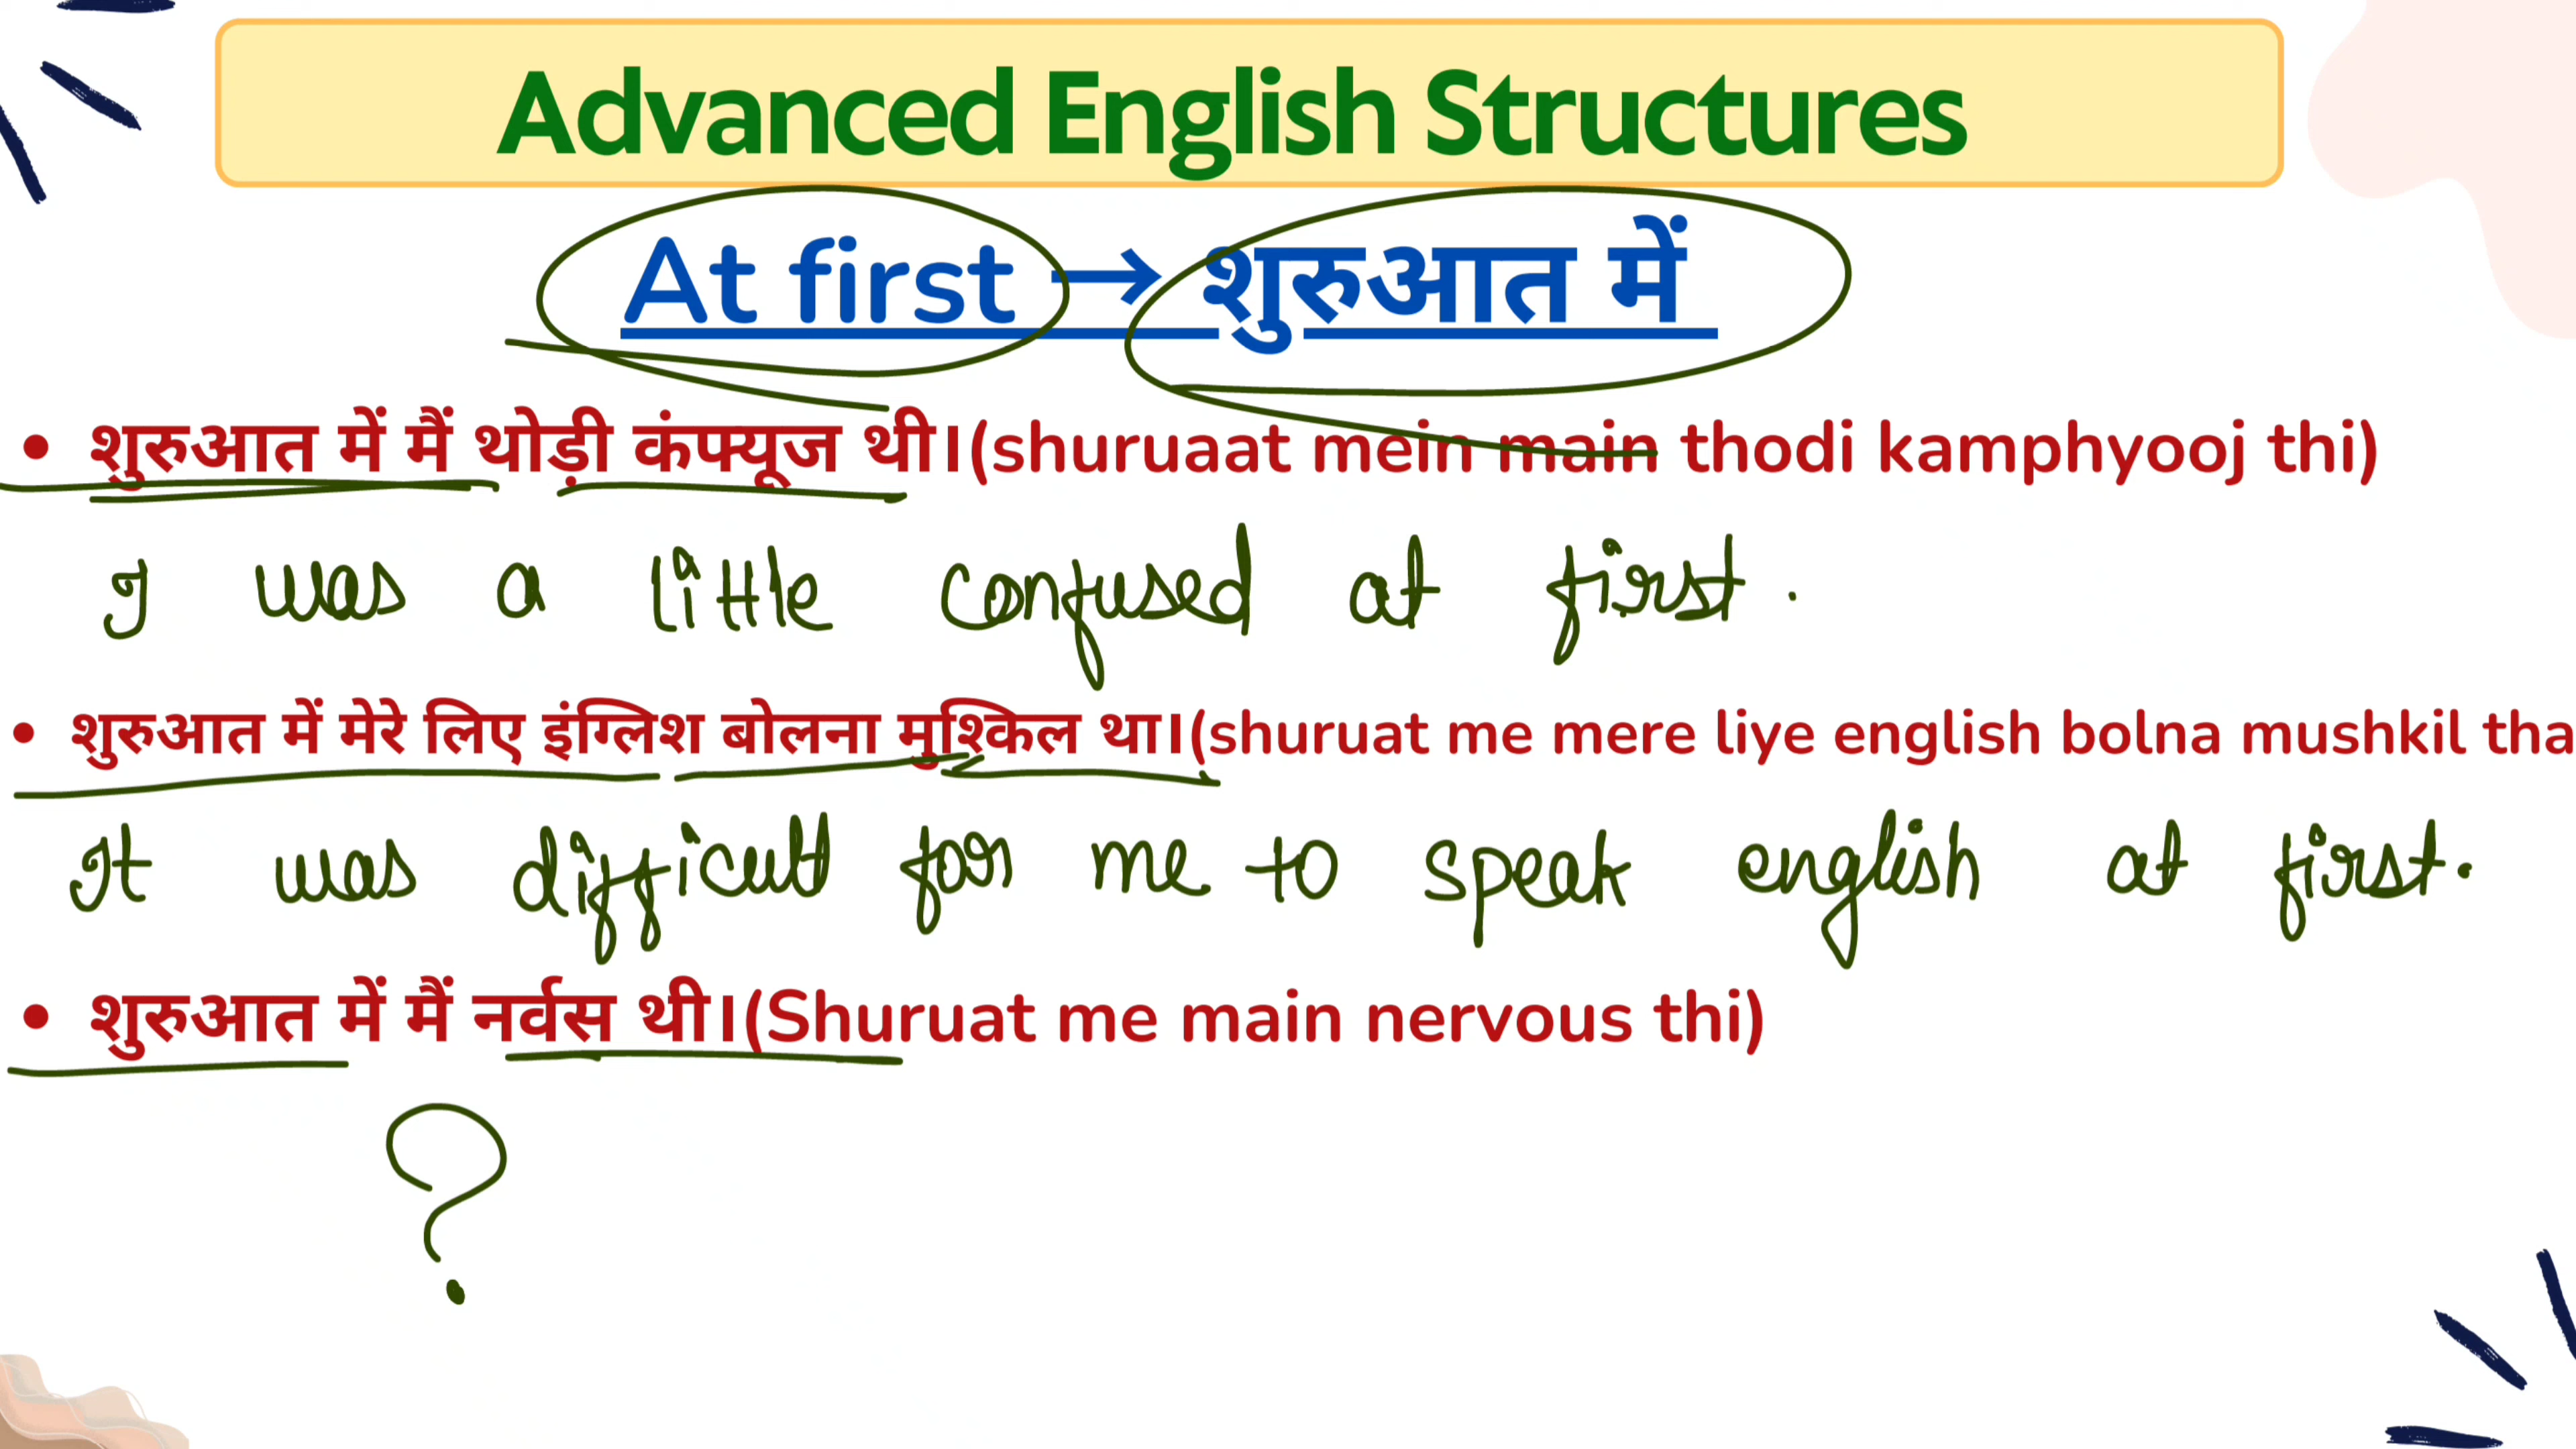 Advanced English Structures
At first → शुरुआत में
• शुरुआत में मैं थोड़ी कंफ्यूज थी।(shuruaat mein main thodi kamphyooj thi)
I was a little confused at first.
• शुरुआत में मेरे लिए इंग्लिश बोलना मुश्किल था।(shuruat me mere liye english bolna mushkil tha
It was difficult for me to speak english at first.
• शुरुआत में मैं नर्वस थी।(Shuruat me main nervous thi)
?